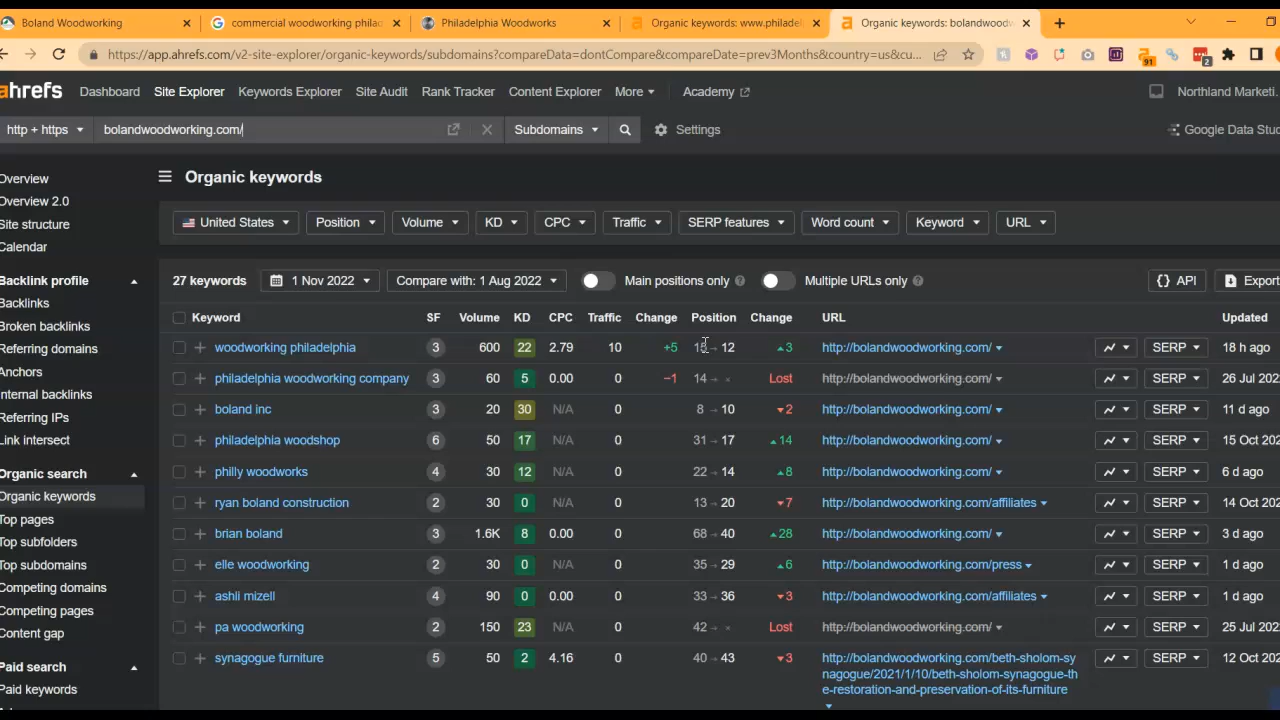 Boland Woodworking
commercial woodworking philad
Philadelphia Woodworks
Organic keywords: www.philadel
Organic keywords: bolandwoodw
https://app.ahrefs.com/v2-site-explorer/organic-keywords/subdomains?compareData=dontCompare&compareDate=prev3Months&country=us&cu...
91
2
ahrefs Dashboard Site Explorer Keywords Explorer Site Audit Rank Tracker Content Explorer More Academy Northland Marketi.
http + https bolandwoodworking.com/ Subdomains Settings Google Data Stud
Overview
Overview 2.0
Site structure
Calendar
Backlink profile
Backlinks
Broken backlinks
Referring domains
Anchors
Internal backlinks
Referring IPs
Link intersect
Organic search
Organic keywords
Top pages
Top subfolders
Top subdomains
Competing domains
Competing pages
Content gap
Paid search
Paid keywords
Organic keywords
United States Position Volume KD CPC Traffic SERP features Word count Keyword URL
27 keywords 1 Nov 2022 Compare with: 1 Aug 2022 Main positions only ? Multiple URLs only ? {} API Export
Keyword SF Volume KD CPC Traffic Change Position Change URL Updated
woodworking philadelphia 3 600 22 2.79 10 +5 → 12 3 http://bolandwoodworking.com/ SERP 18 h ago
philadelphia woodworking company 3 60 5 0.00 0 −1 14 → × Lost http://bolandwoodworking.com/ SERP 26 Jul 202
boland inc 3 20 30 N/A 0 8 → 10 2 http://bolandwoodworking.com/ SERP 11 d ago
philadelphia woodshop 6 50 17 N/A 0 31 → 17 14 http://bolandwoodworking.com/ SERP 15 Oct 202
philly woodworks 4 30 12 N/A 0 22 → 14 8 http://bolandwoodworking.com/ SERP 6 d ago
ryan boland construction 2 30 0 N/A 0 13 → 20 7 http://bolandwoodworking.com/affiliates SERP 14 Oct 202
brian boland 3 1.6K 8 0.00 0 68 → 40 28 http://bolandwoodworking.com/ SERP 3 d ago
elle woodworking 2 30 0 N/A 0 35 → 29 6 http://bolandwoodworking.com/press SERP 1 d ago
ashli mizell 4 90 0 0.00 0 33 → 36 3 http://bolandwoodworking.com/affiliates SERP 1 d ago
pa woodworking 2 150 23 N/A 0 42 → × Lost http://bolandwoodworking.com/ SERP 25 Jul 202
synagogue furniture 5 50 2 4.16 0 40 → 43 3 http://bolandwoodworking.com/beth-sholom-sy SERP 12 Oct 202
nagogue/2021/1/10/beth-sholom-synagogue-th
e-restoration-and-preservation-of-its-furniture